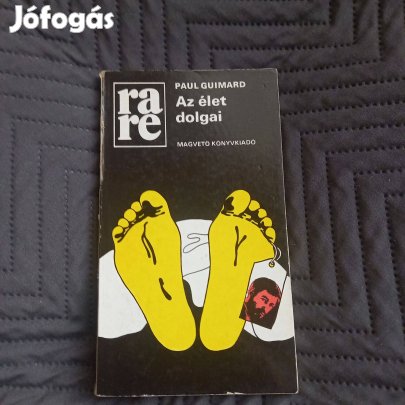 Jófogás
ra
re
PAUL GUIMARD
Az élet
dolgai
MAGVETŐ KÖNYVKIADÓ